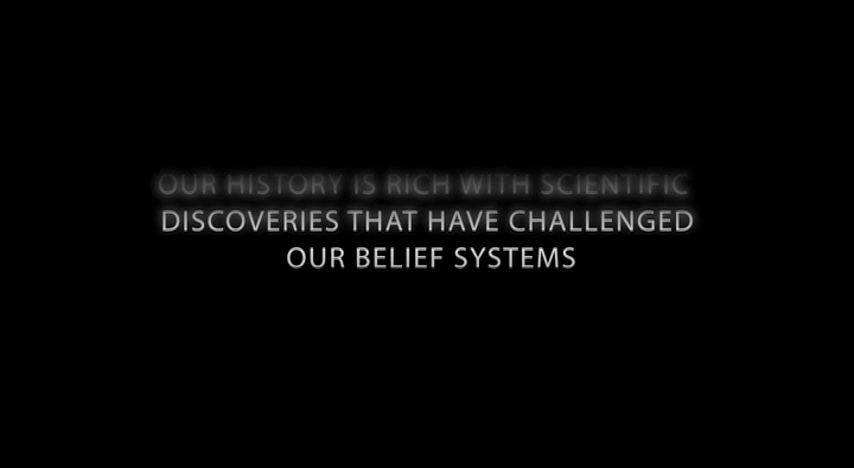 OUR HISTORY IS RICH WITH SCIENTIFIC
DISCOVERIES THAT HAVE CHALLENGED
OUR BELIEF SYSTEMS